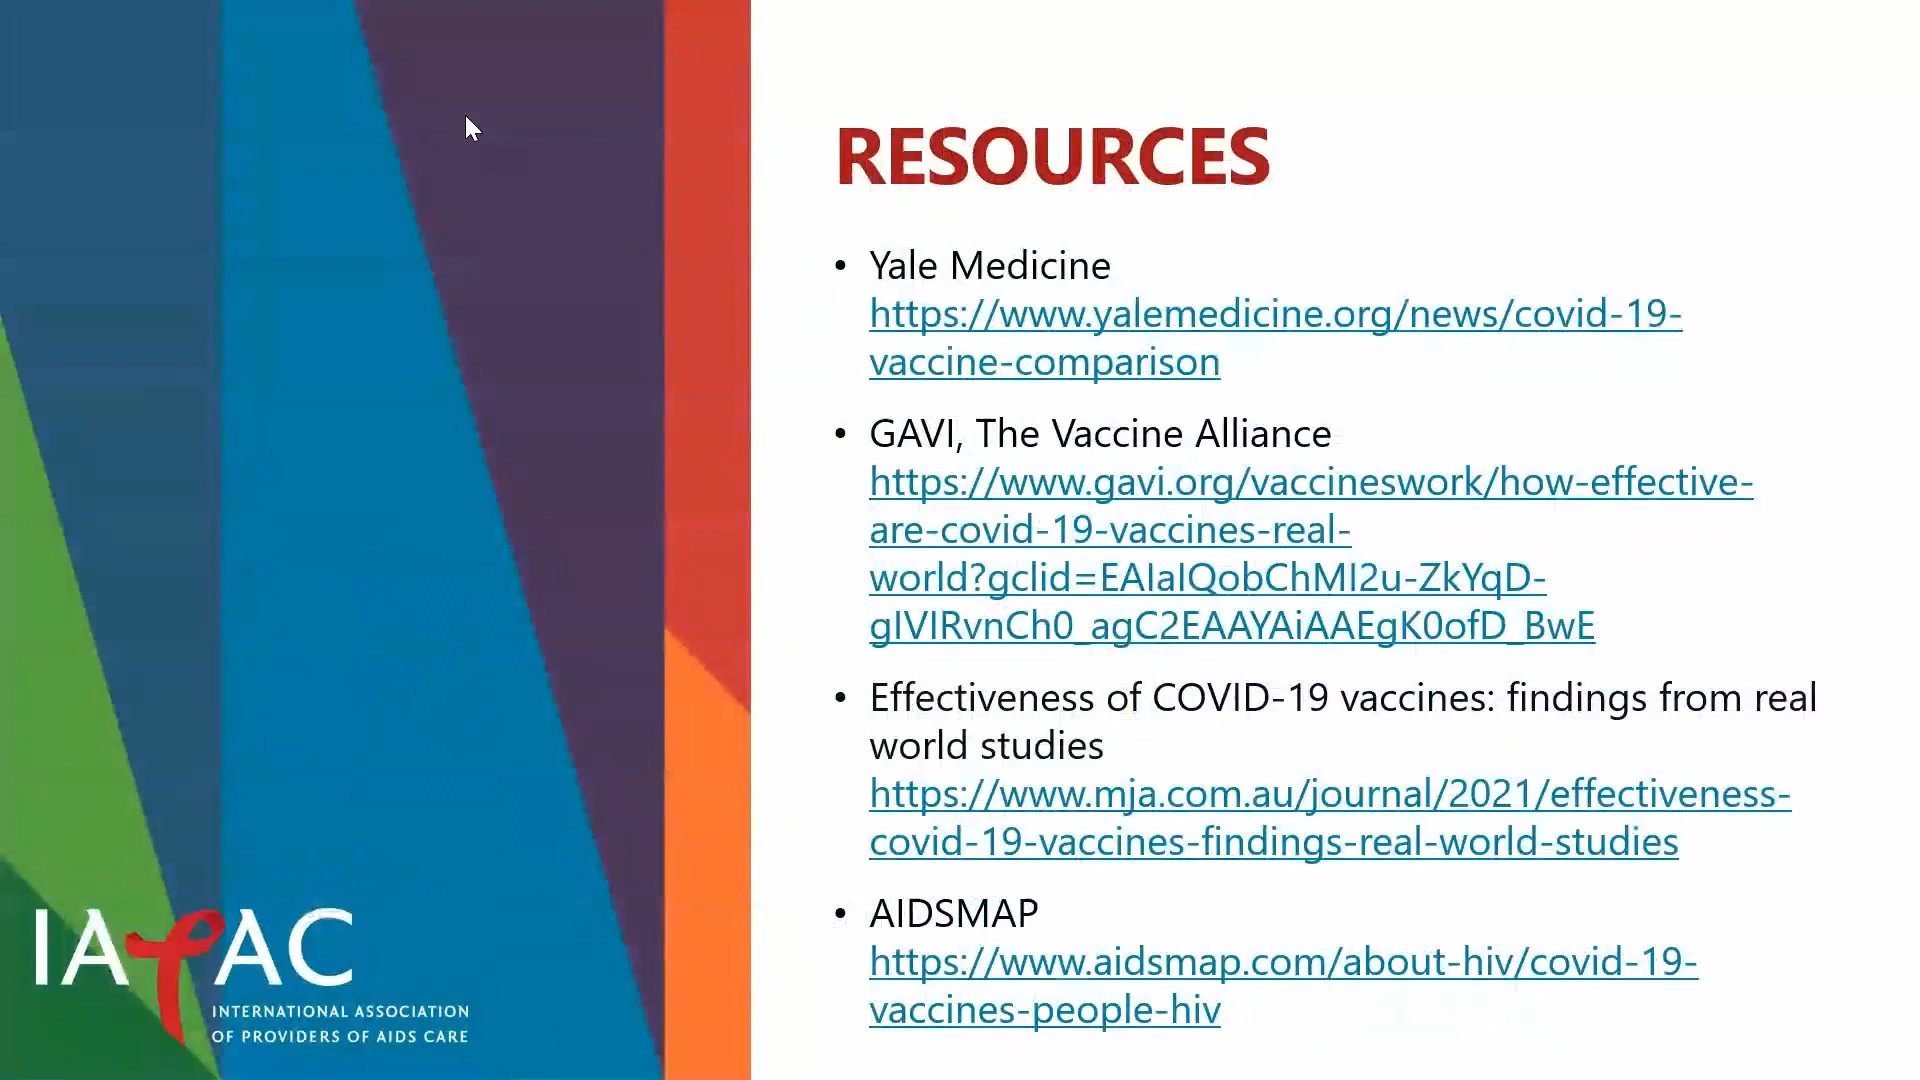 RESOURCES
• Yale Medicine
https://www.yalemedicine.org/news/covid-19-
vaccine-comparison
• GAVI, The Vaccine Alliance
https://www.gavi.org/vaccineswork/how-effective-
are-covid-19-vaccines-real-
world?gclid=EAIaIQobChMI2u-ZkYqD-
gIVIRvnCh0_agC2EAAYAiAAEgK0ofD_BwE
• Effectiveness of COVID-19 vaccines: findings from real
world studies
https://www.mja.com.au/journal/2021/effectiveness-
covid-19-vaccines-findings-real-world-studies
• AIDSMAP
https://www.aidsmap.com/about-hiv/covid-19-
vaccines-people-hiv
IAPAC
INTERNATIONAL ASSOCIATION
OF PROVIDERS OF AIDS CARE